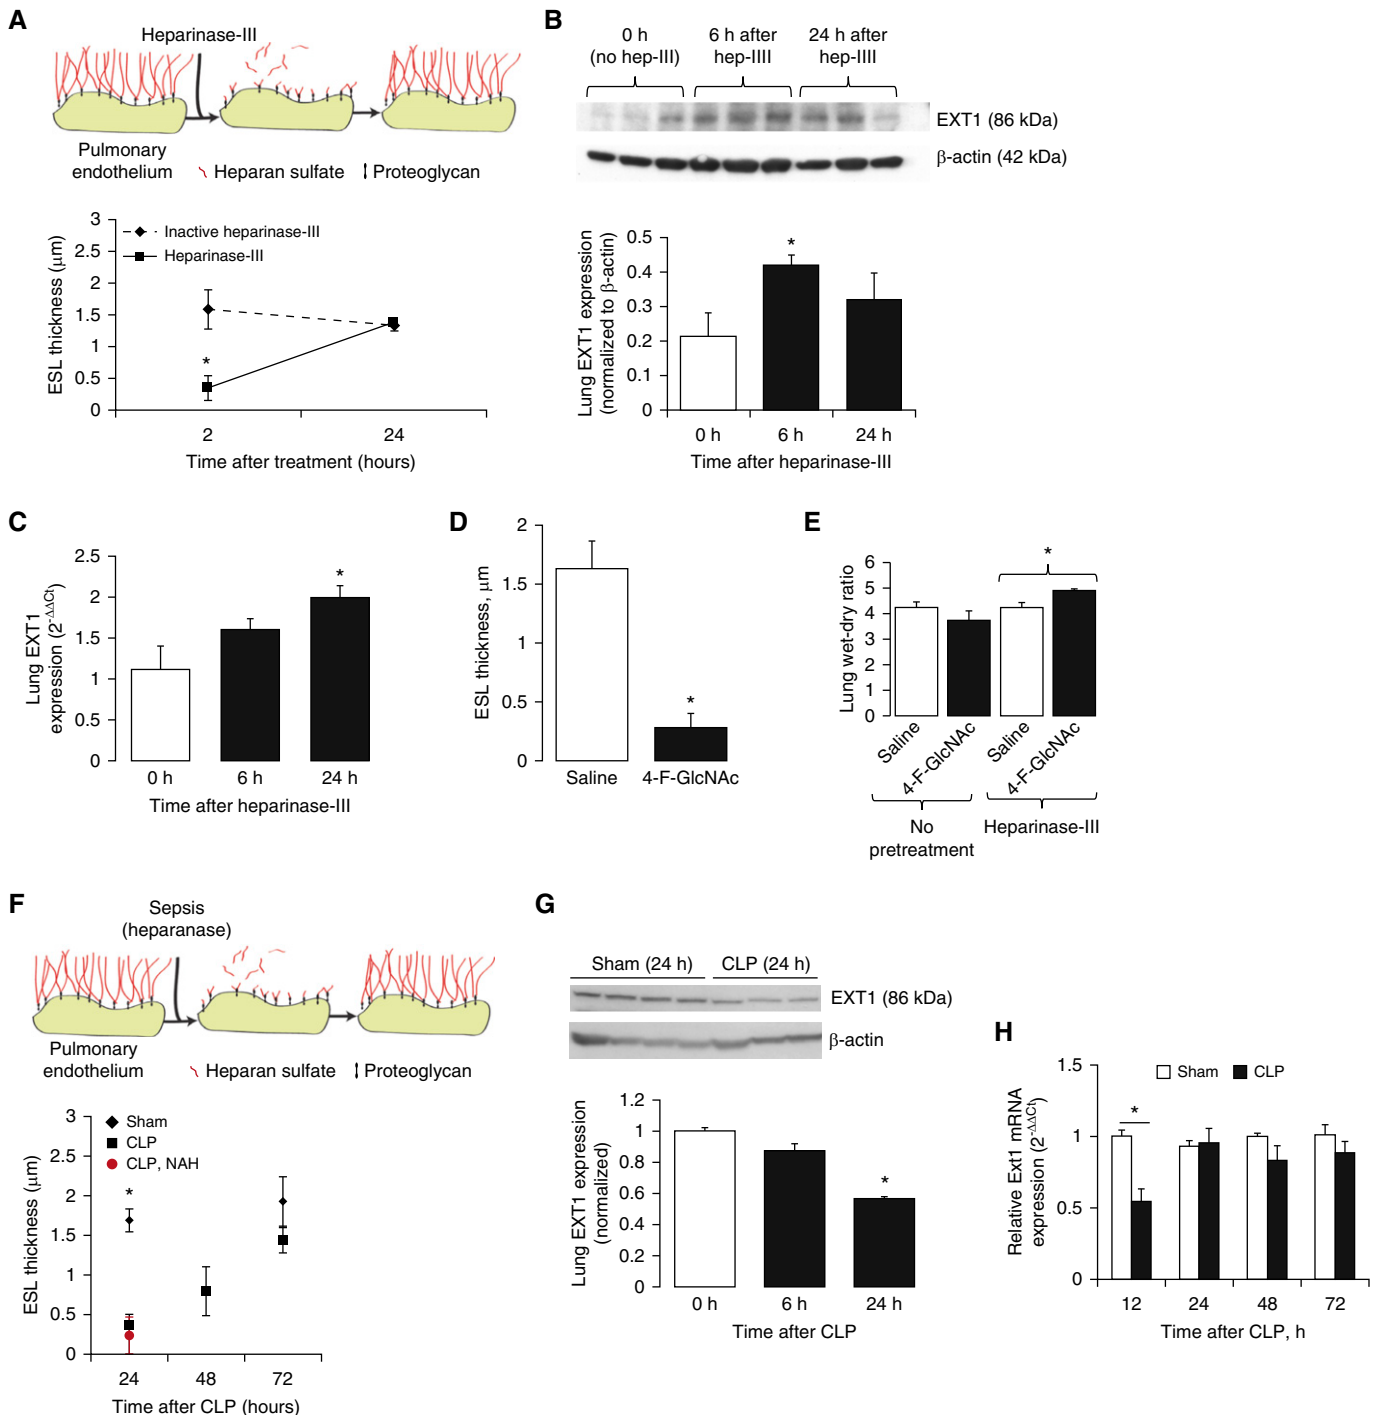 A
Heparinase-III
Pulmonary
endothelium
Heparan sulfate
Proteoglycan
ESL thickness (μm)
3
2.5
2
1.5
1
0.5
0
Inactive heparinase-III
Heparinase-III
*
2
24
Time after treatment (hours)
B
0 h
(no hep-III)
6 h after
hep-IIII
24 h after
hep-IIII
EXT1 (86 kDa)
β-actin (42 kDa)
Lung EXT1 expression
(normalized to β-actin)
0.5
0.4
0.3
0.2
0.1
0
*
0 h
6 h
24 h
Time after heparinase-III
C
Lung EXT1
expression (2-ΔΔCt)
2.5
2
1.5
1
0.5
0
*
0 h
6 h
24 h
Time after heparinase-III
D
ESL thickness, μm
2
1.5
1
0.5
0
*
Saline
4-F-GlcNAc
E
Lung wet-dry ratio
6
5
4
3
2
1
0
*
Saline
4-F-GlcNAc
Saline
4-F-GlcNAc
No
pretreatment
Heparinase-III
F
Sepsis
(heparanase)
Pulmonary
endothelium
Heparan sulfate
Proteoglycan
ESL thickness (μm)
3
2.5
2
1.5
1
0.5
0
Sham
CLP
CLP, NAH
*
24
48
72
Time after CLP (hours)
G
Sham (24 h)
CLP (24 h)
EXT1 (86 kDa)
β-actin
Lung EXT1 expression
(normalized)
1.2
1
0.8
0.6
0.4
0.2
0
*
0 h
6 h
24 h
Time after CLP
H
Relative Ext1 mRNA
expression (2-ΔΔCt)
1.5
1
0.5
0
Sham
CLP
*
12
24
48
72
Time after CLP, h